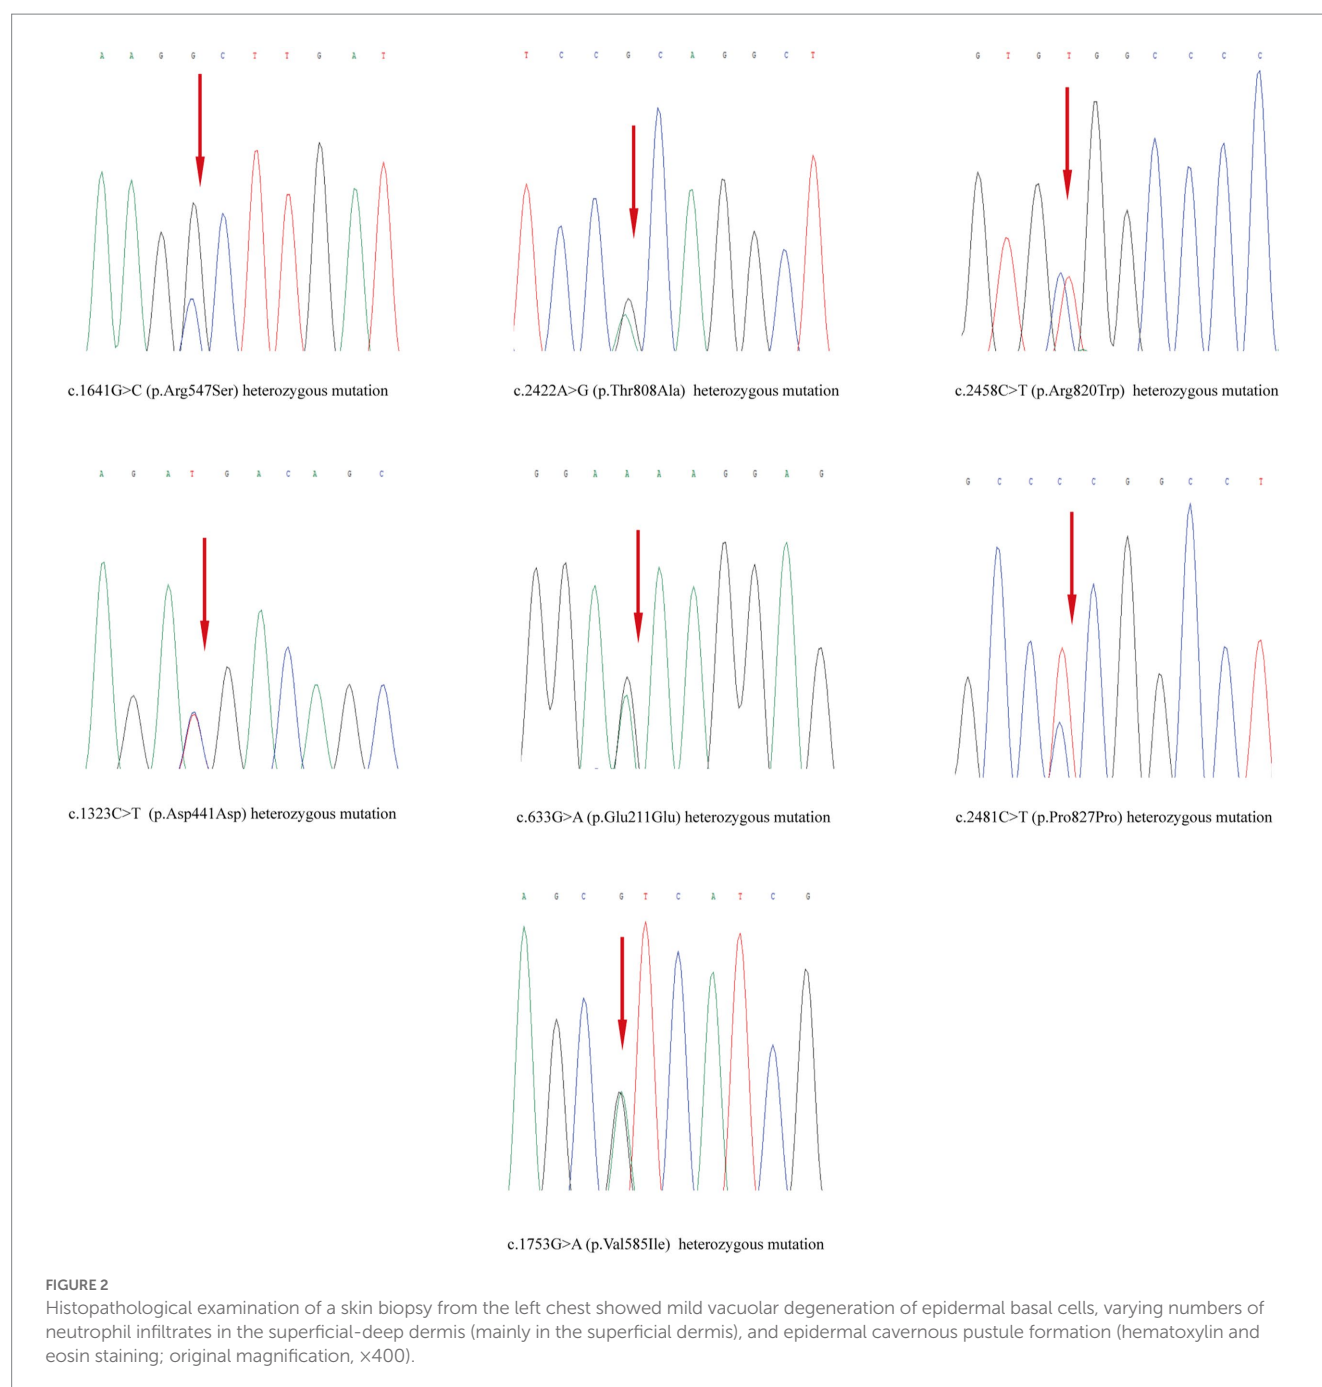 A A G G C T T G A T
T C C G C A G G C T
G T G T G G C C C C
c.1641G>C (p.Arg547Ser) heterozygous mutation
c.2422A>G (p.Thr808Ala) heterozygous mutation
c.2458C>T (p.Arg820Trp) heterozygous mutation
A G A T G A C A G C
G G A A A A G G A G
G C C C C G G C C T
c.1323C>T (p.Asp441Asp) heterozygous mutation
c.633G>A (p.Glu211Glu) heterozygous mutation
c.2481C>T (p.Pro827Pro) heterozygous mutation
A G C G T C A T C G
c.1753G>A (p.Val585Ile) heterozygous mutation
FIGURE 2
Histopathological examination of a skin biopsy from the left chest showed mild vacuolar degeneration of epidermal basal cells, varying numbers of
neutrophil infiltrates in the superficial-deep dermis (mainly in the superficial dermis), and epidermal cavernous pustule formation (hematoxylin and
eosin staining; original magnification, ×400).